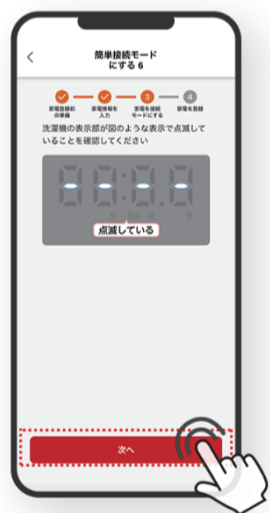 簡単接続モード
にする 6
3
4
家電登録前
の準備
家電情報を
入力
家電を接続
モードにする
家電を登録
洗濯機の表示部が図のような表示で点滅して
いることを確認してください
点滅している
次へ